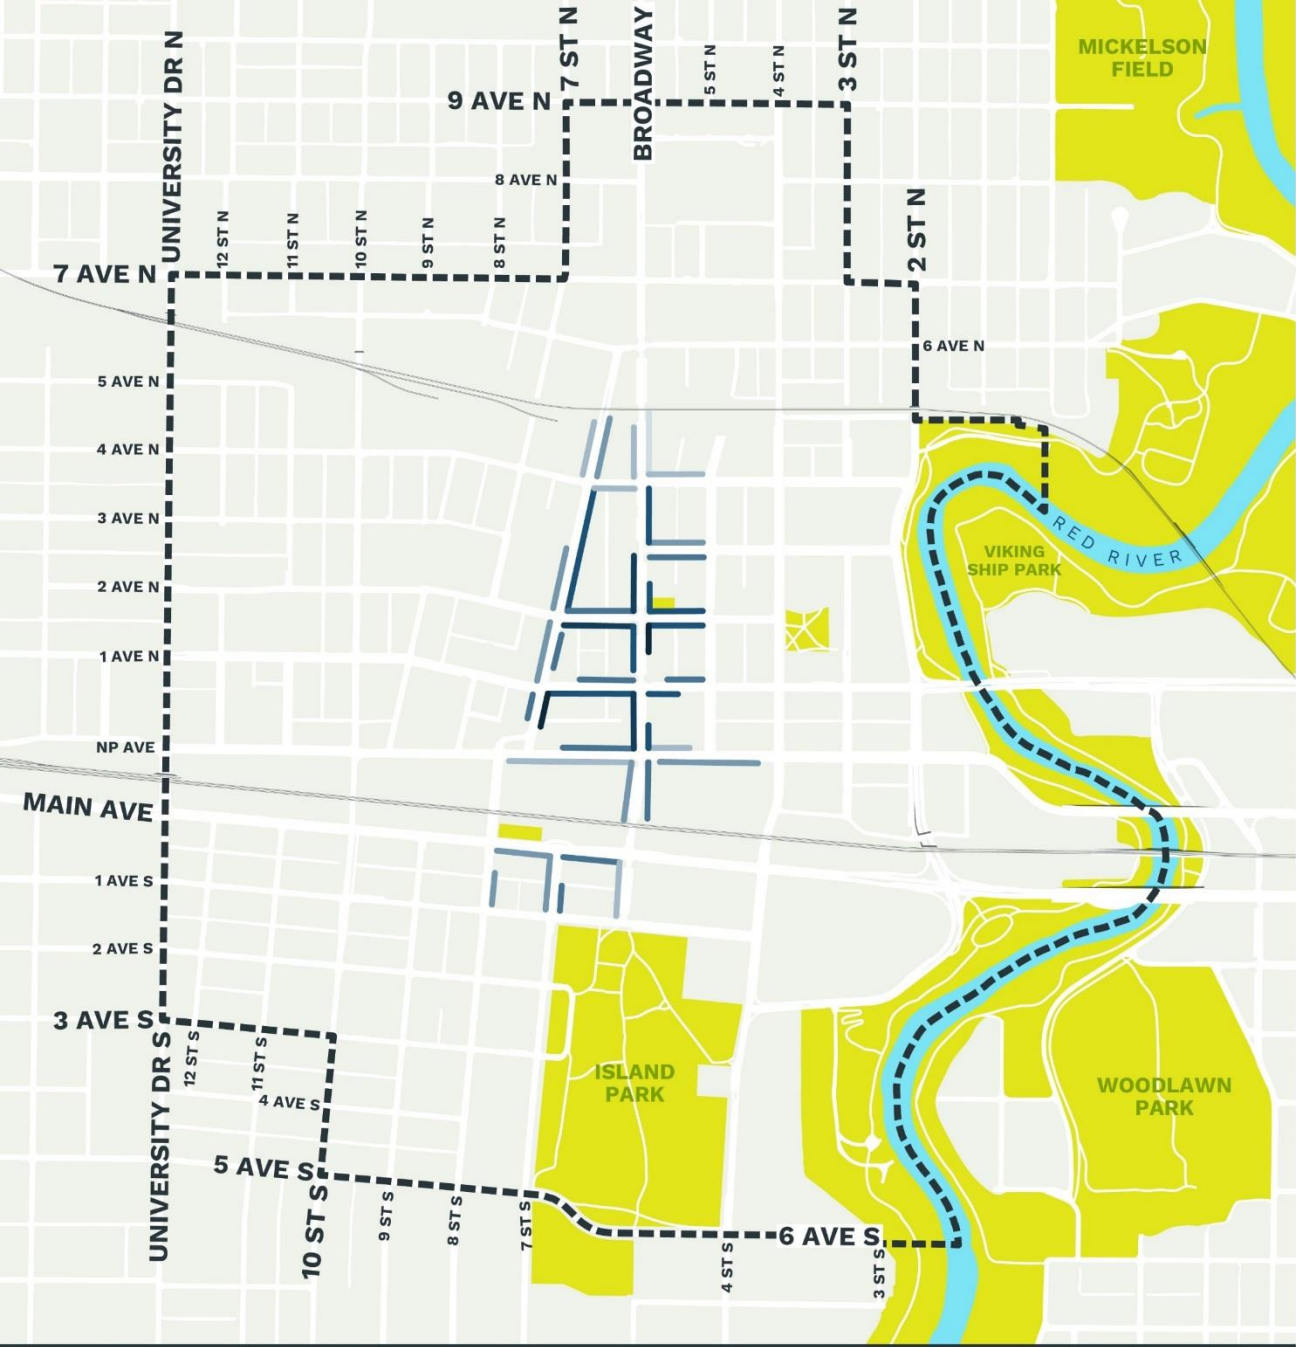 UNIVERSITY DR N
7 ST N
BROADWAY
3 ST N
5 ST N
4 ST N
MICKELSON
FIELD
9 AVE N
8 AVE N
12 ST N
11 ST N
10 ST N
9 ST N
8 ST N
2 ST N
7 AVE N
6 AVE N
5 AVE N
4 AVE N
3 AVE N
RED RIVER
VIKING
SHIP PARK
2 AVE N
1 AVE N
NP AVE
MAIN AVE
1 AVE S
2 AVE S
3 AVE S
UNIVERSITY DR S
12 ST S
11 ST S
4 AVE S
ISLAND
PARK
WOODLAWN
PARK
5 AVE S
10 ST S
9 ST S
8 ST S
7 ST S
6 AVE S
4 ST S
3 ST S